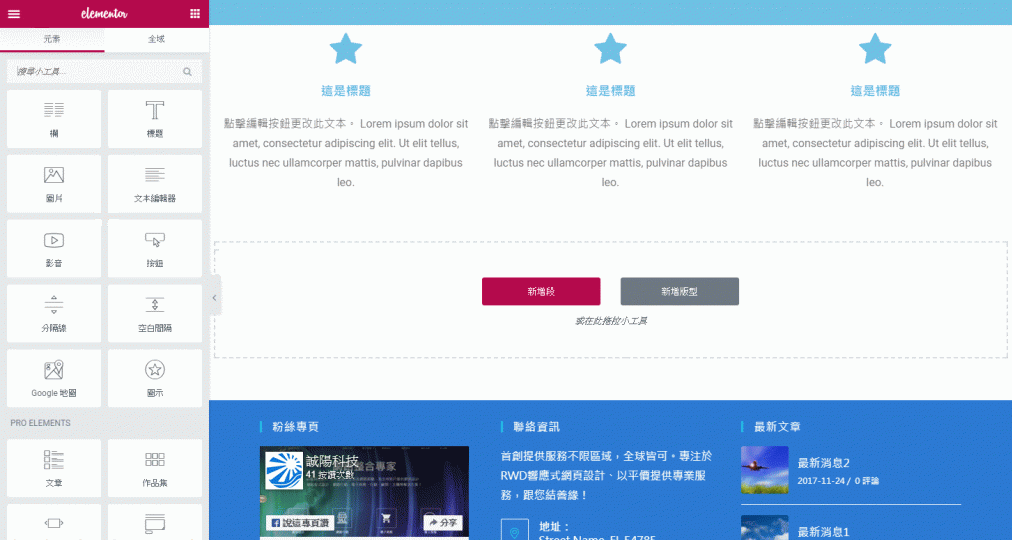 elementor
元素
全域
搜尋小工具...
欄
標題
圖片
文本編輯器
影音
按鈕
分隔線
空白間隔
Google 地圖
圖示
PRO ELEMENTS
文章
作品集
這是標題
點擊編輯按鈕更改此文本。 Lorem ipsum dolor sit
amet, consectetur adipiscing elit. Ut elit tellus,
luctus nec ullamcorper mattis, pulvinar dapibus
leo.
這是標題
點擊編輯按鈕更改此文本。 Lorem ipsum dolor sit
amet, consectetur adipiscing elit. Ut elit tellus,
luctus nec ullamcorper mattis, pulvinar dapibus
leo.
這是標題
點擊編輯按鈕更改此文本。 Lorem ipsum dolor sit
amet, consectetur adipiscing elit. Ut elit tellus,
luctus nec ullamcorper mattis, pulvinar dapibus
leo.
新增段
新增版型
或在此拖拉小工具
粉絲專頁
誠陽科技
41 按讚次數
整合專家
說這專頁讚
分享
聯絡資訊
首創提供服務不限區域，全球皆可。專注於
RWD響應式網頁設計、以平價提供專業服
務，跟您結善緣！
地址：
Street Name, FL 54785
最新文章
最新消息2
2017-11-24 / 0 評論
最新消息1